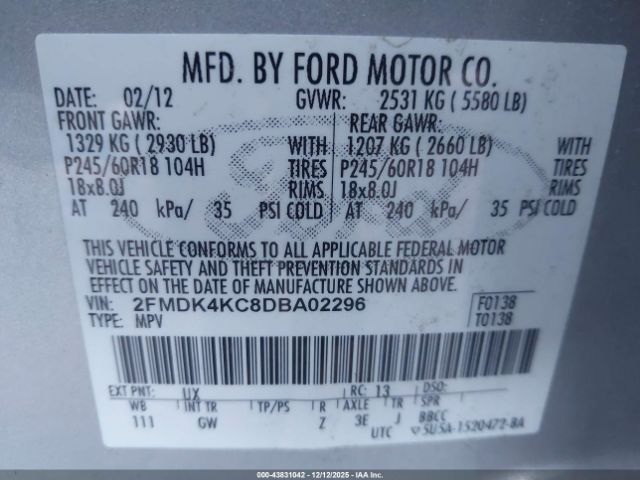 MFD. BY FORD MOTOR CO.
DATE: 02/12 GVWR: 2531 KG ( 5580 LB)
FRONT GAWR: REAR GAWR:
1329 KG ( 2930 LB) WITH 1207 KG ( 2660 LB) WITH
P245/60R18 104H TIRES P245/60R18 104H TIRES
18x8.0J RIMS 18x8.0J RIMS
AT 240 kPa/ 35 PSI COLD AT 240 kPa/ 35 PSI COLD
Ford
THIS VEHICLE CONFORMS TO ALL APPLICABLE FEDERAL MOTOR
VEHICLE SAFETY AND THEFT PREVENTION STANDARDS IN
EFFECT ON THE DATE OF MANUFACTURE SHOWN ABOVE.
VIN: 2FMDK4KC8DBA02296 F0138
TYPE: MPV T0138
EXT PNT: UX RC: 13 DSO:
WB INT TR TP/PS R AXLE TR SPR
111 GW Z 3E J BBCC
UTC 5U5A-1520472-BA
000-43831042 - 12/12/2025 - IAAI.COM